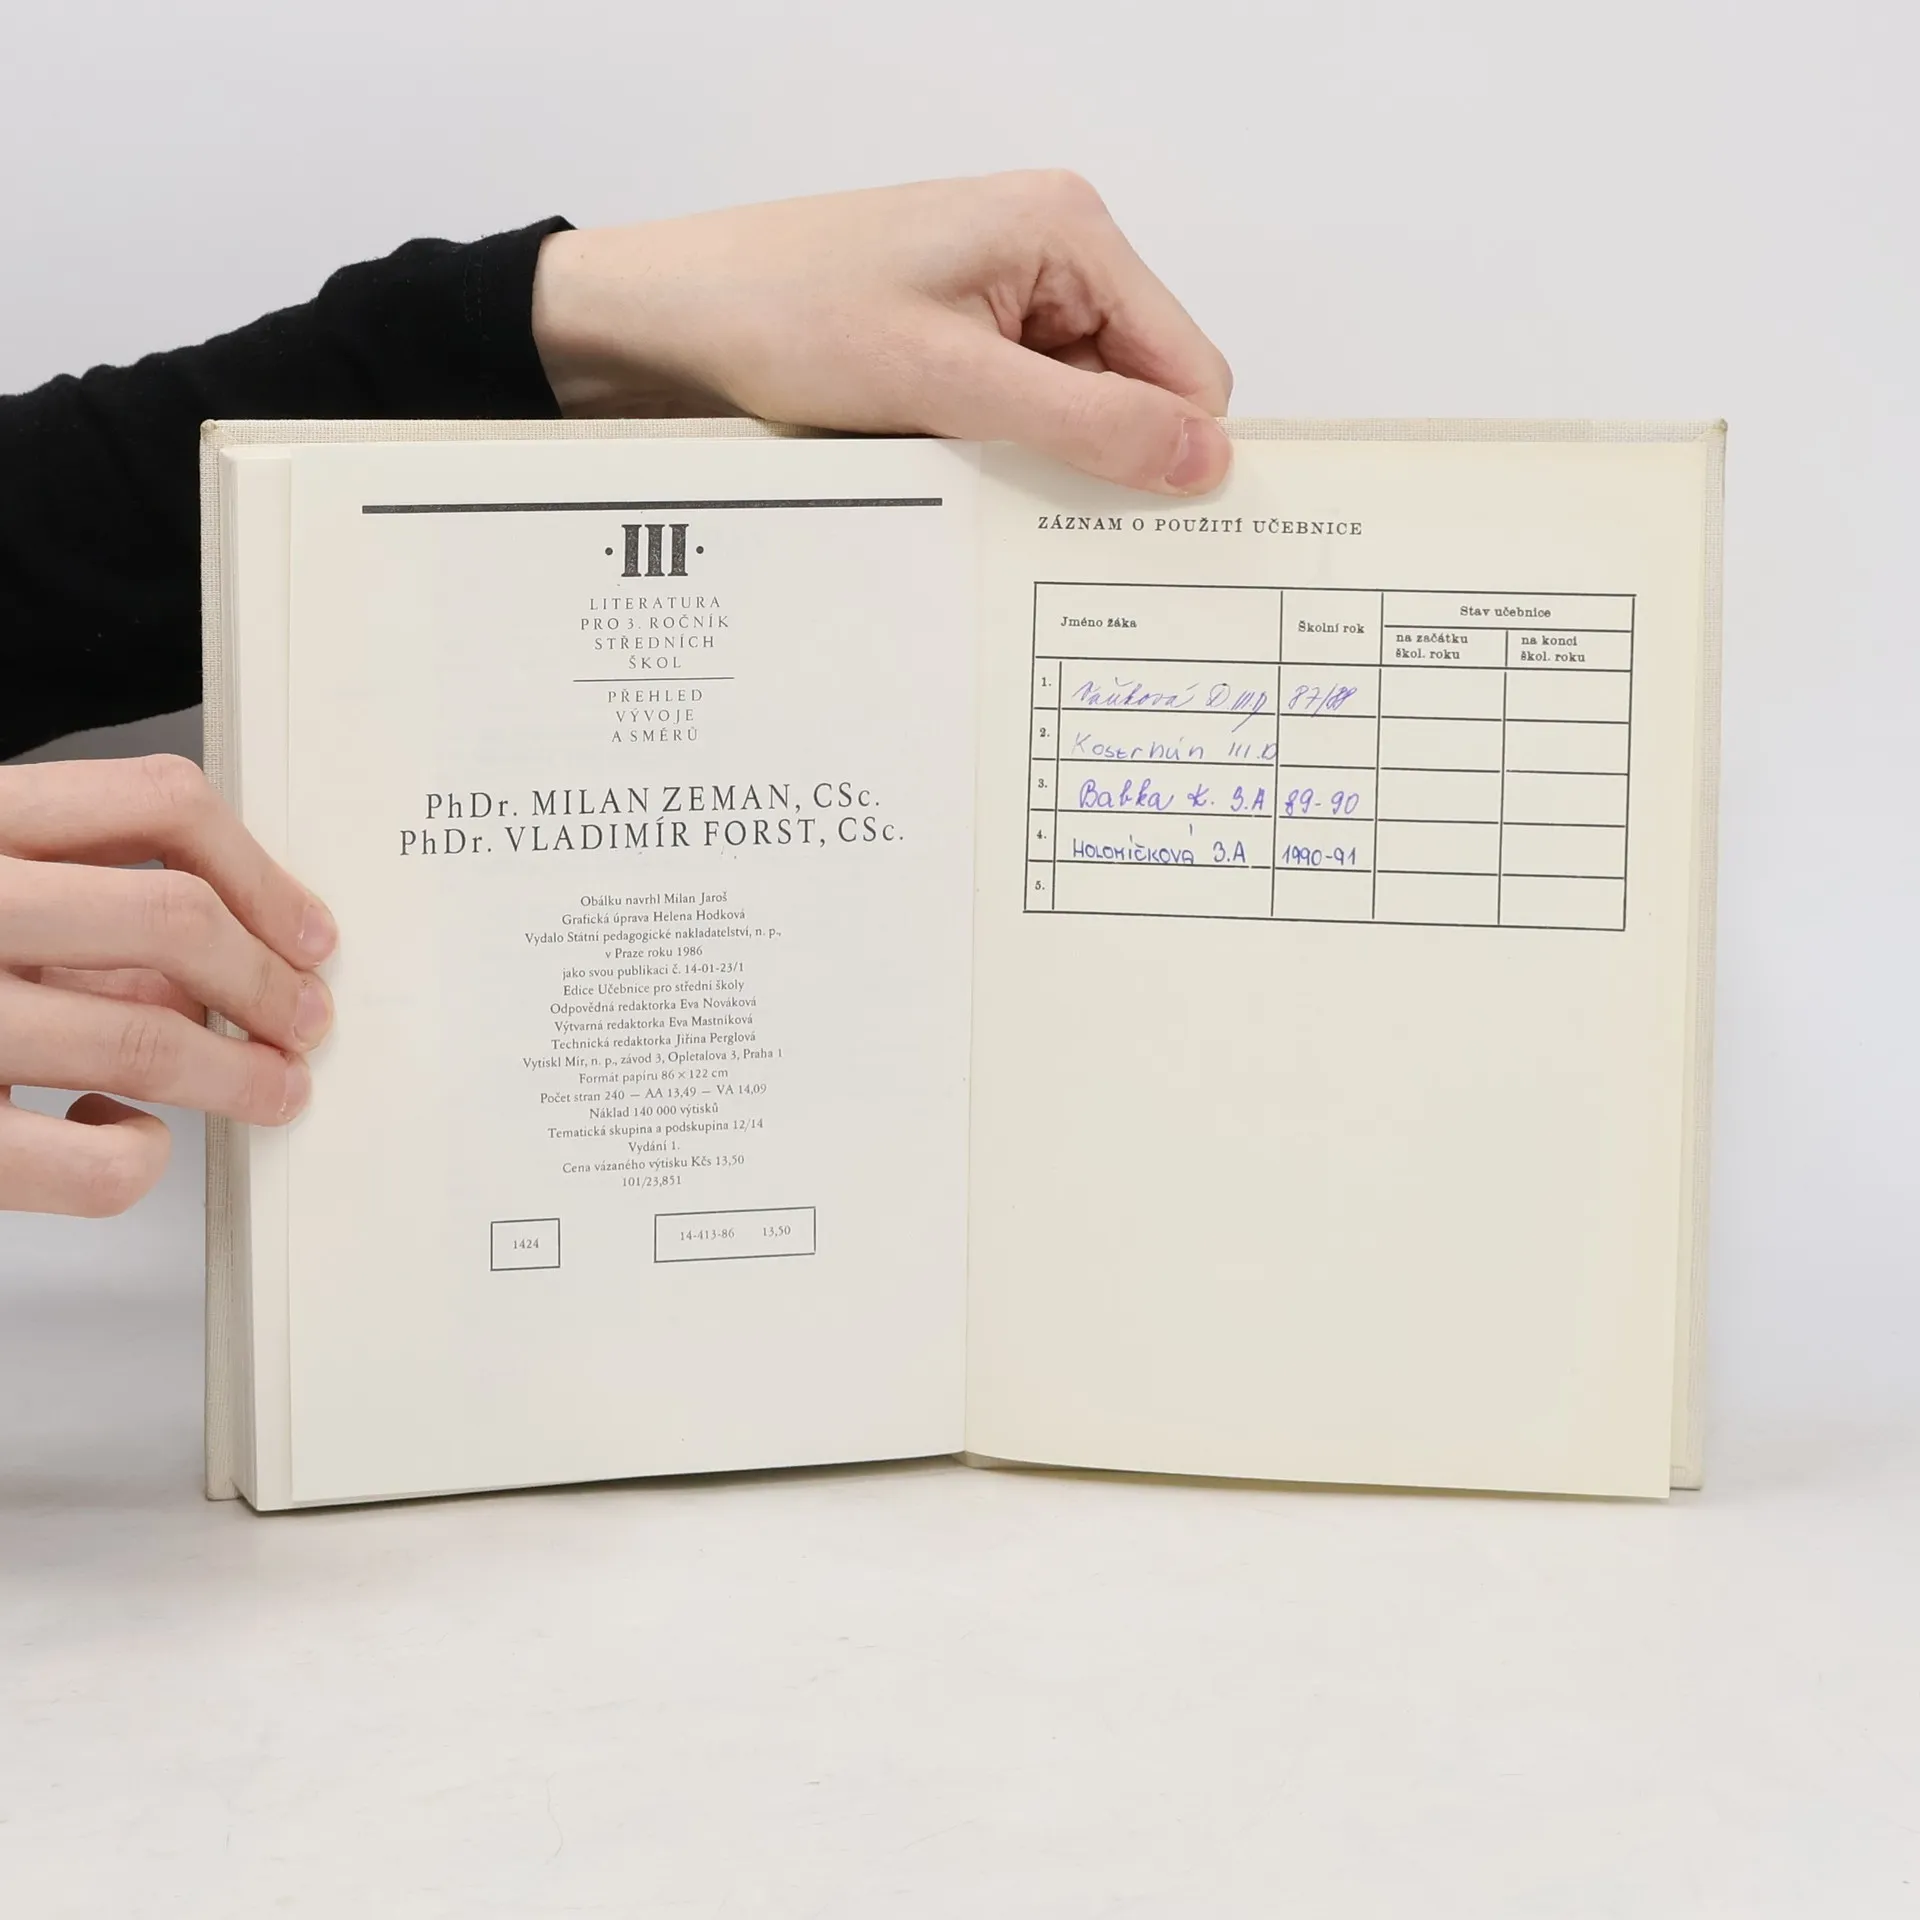 ·III·
LITERATURA
PRO 3. ROČNÍK
STŘEDNÍCH
ŠKOL
PŘEHLED
VÝVOJE
A SMĚRŮ
PhDr. MILAN ZEMAN, CSc.
PhDr. VLADIMÍR FORST, CSc.
Obálku navrhl Milan Jaroš
Grafická úprava Helena Hodková
Vydalo Státní pedagogické nakladatelství, n. p.,
v Praze roku 1986
jako svou publikaci č. 14-01-23/1
Edice Učebnice pro střední školy
Odpovědná redaktorka Eva Nováková
Výtvarná redaktorka Eva Mastníková
Technická redaktorka Jiřina Perglová
Vytiskl Mír, n. p., závod 3, Opletalova 3, Praha 1
Formát papíru 86 × 122 cm
Počet stran 240 — AA 13,49 — VA 14,09
Náklad 140 000 výtisků
Tematická skupina a podskupina 12/14
Vydání 1.
Cena vázaného výtisku Kčs 13,50
101/23,851
1424
14-413-86 13,50
ZÁZNAM O POUŽITÍ UČEBNICE
Jméno žáka
Školní rok
Stav učebnice
na začátku
škol. roku
na konci
škol. roku
1. D. III.D 87/88
2. III.D
3. Babka K. 3.A 89-90
4. HOLOMÍČKOVÁ 3.A 1990-91
5.